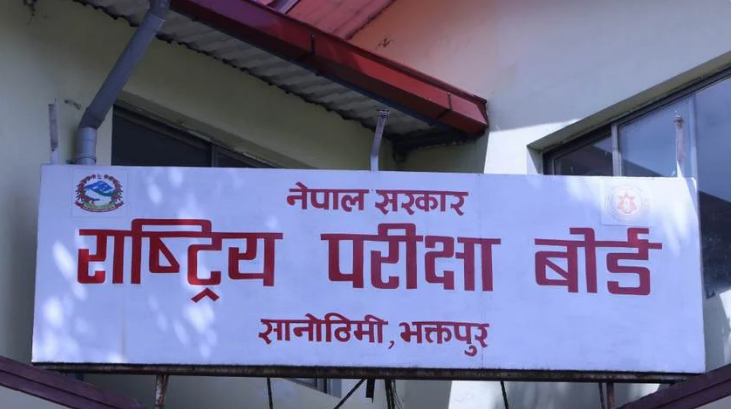 नेपाल सरकार
राष्ट्रिय परीक्षा बोर्ड
सानोठिमी, भक्तपुर